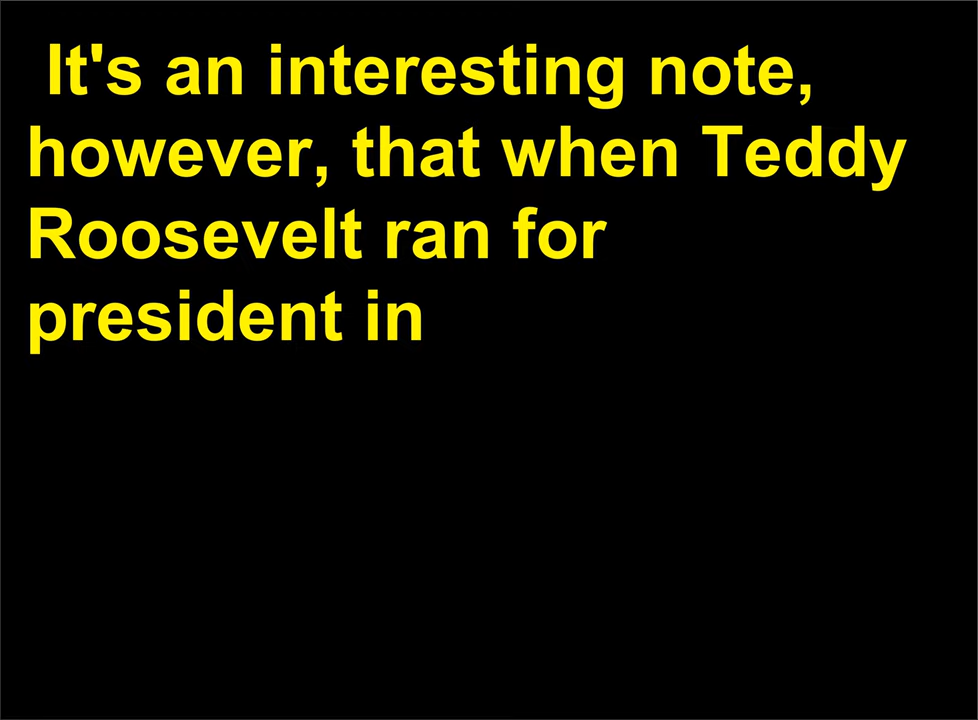 It's an interesting note,
however, that when Teddy
Roosevelt ran for
president in